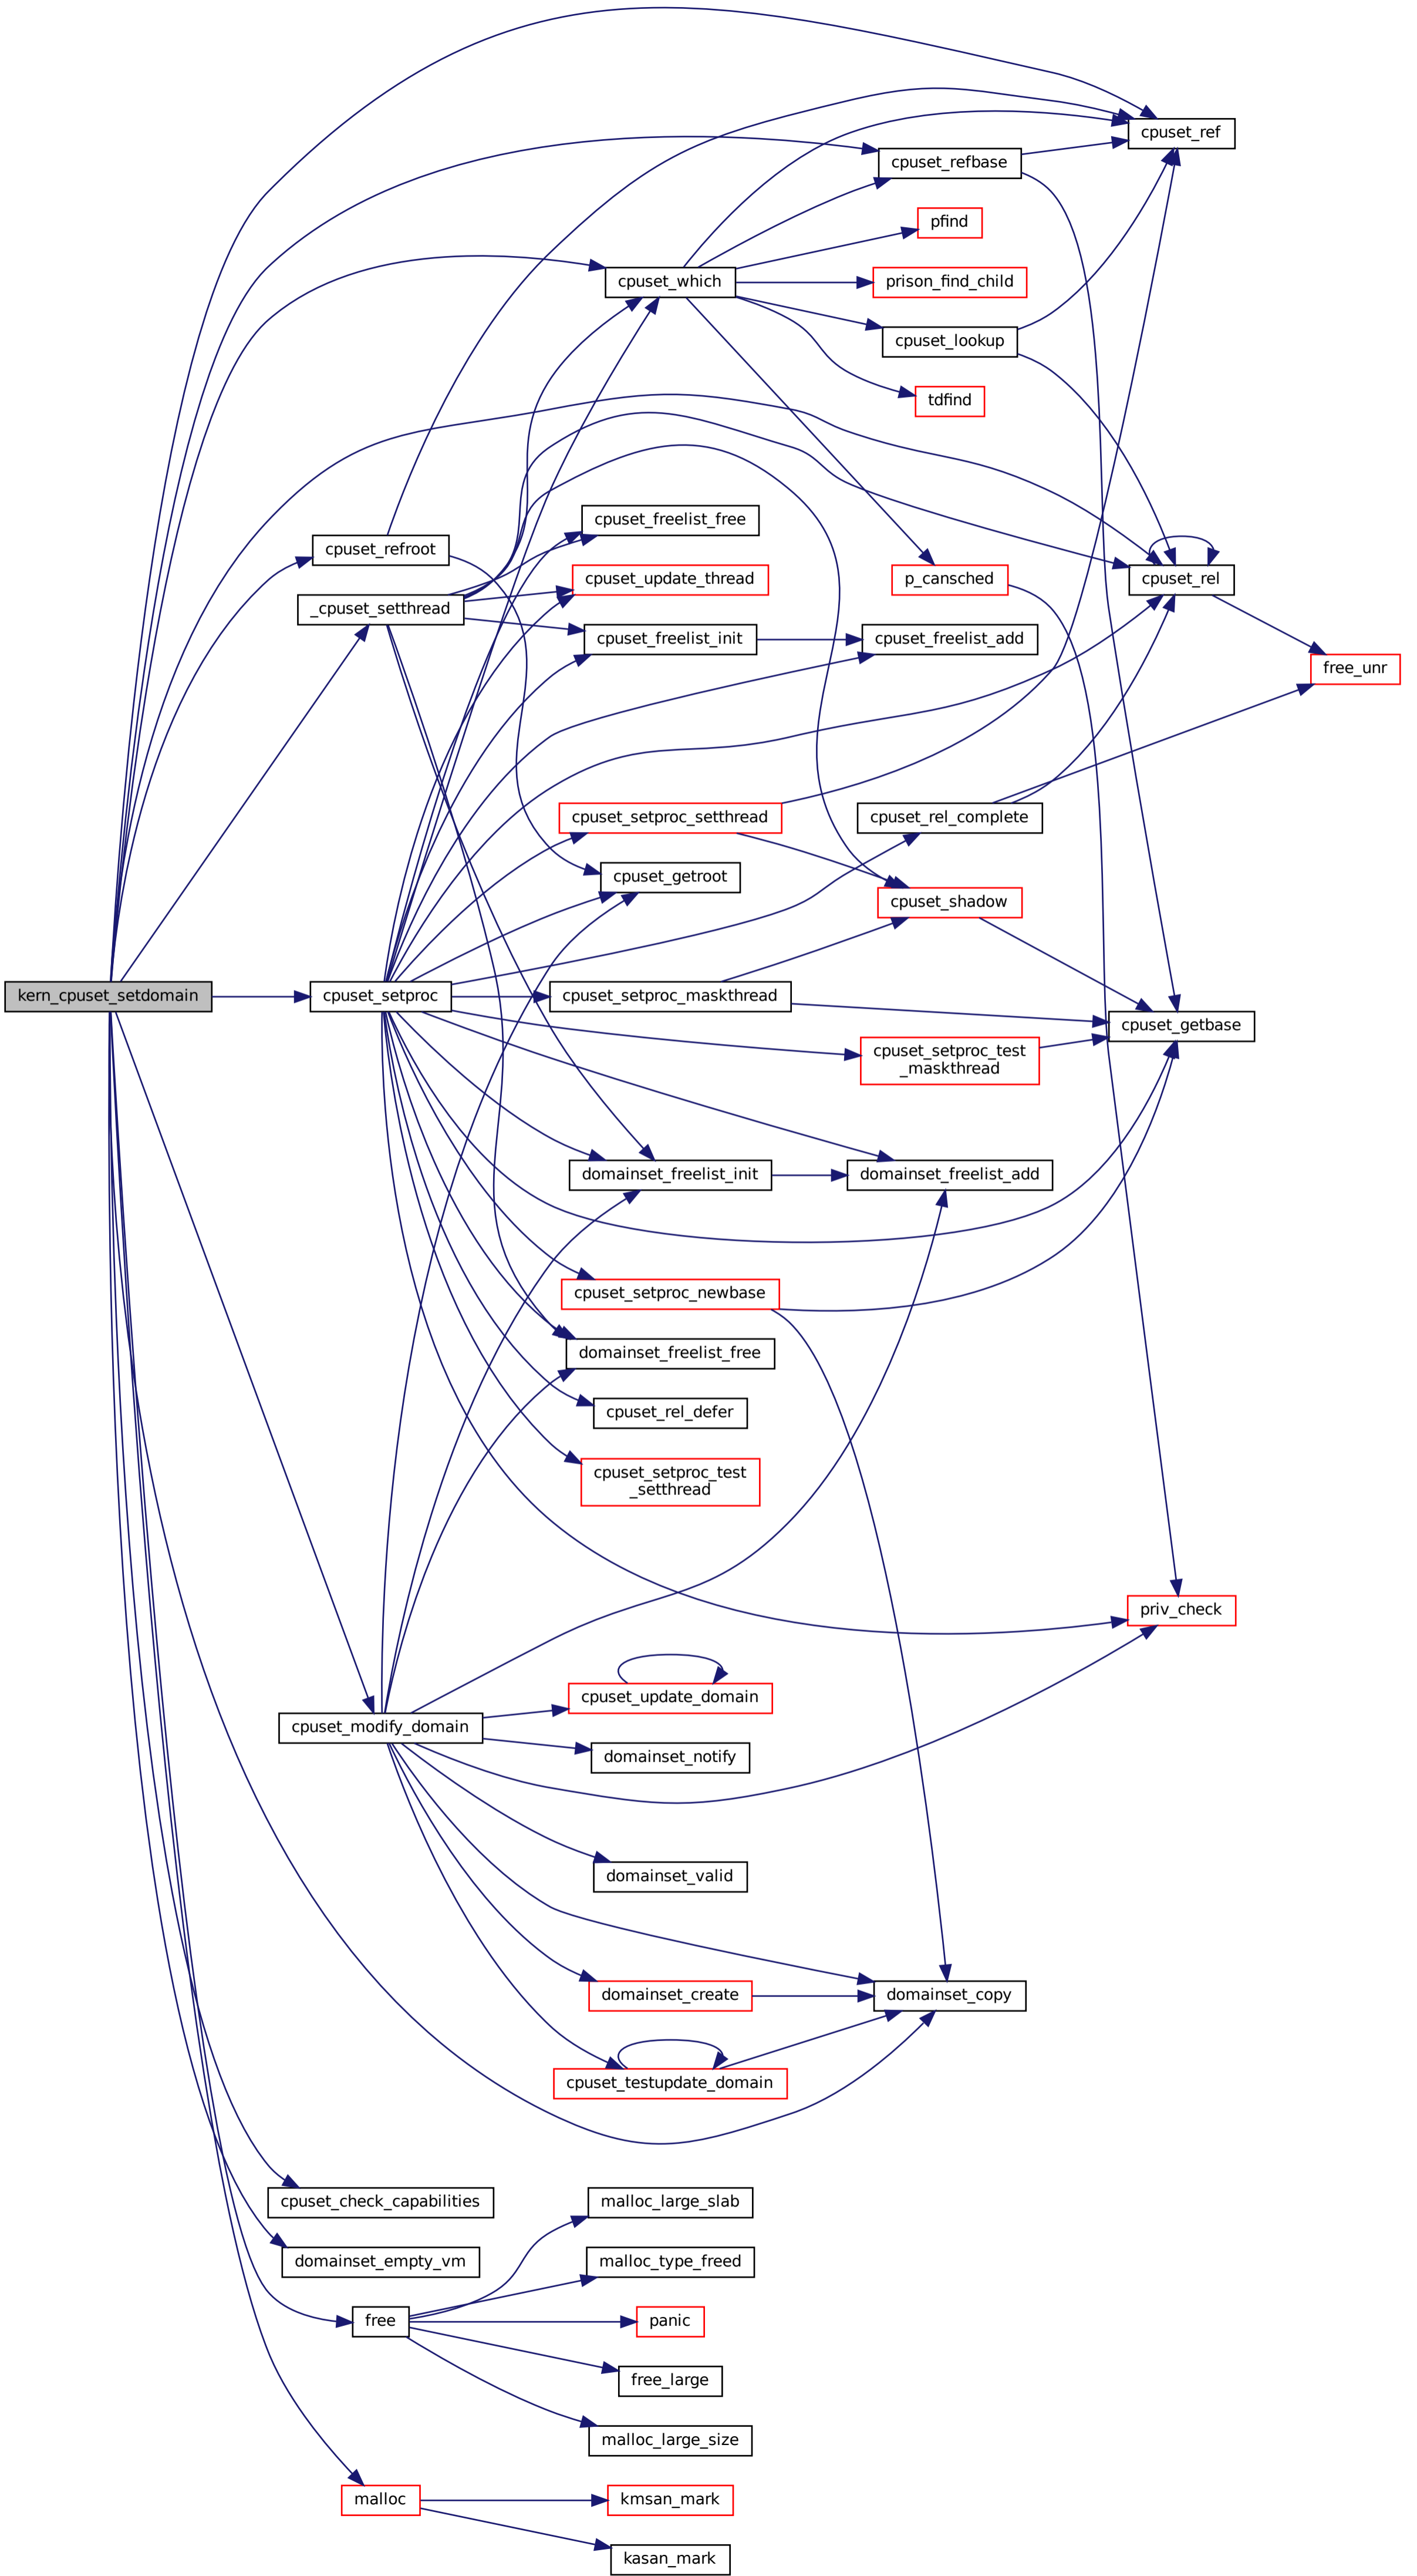 cpuset_ref
cpuset_refbase
pfind
cpuset_which
prison_find_child
cpuset_lookup
tdfind
cpuset_freelist_free
cpuset_refroot
cpuset_update_thread
p_cansched
cpuset_rel
_cpuset_setthread
cpuset_freelist_init
cpuset_freelist_add
free_unr
cpuset_setproc_setthread
cpuset_rel_complete
cpuset_getroot
cpuset_shadow
kern_cpuset_setdomain
cpuset_setproc
cpuset_setproc_maskthread
cpuset_getbase
cpuset_setproc_test
_maskthread
domainset_freelist_init
domainset_freelist_add
cpuset_setproc_newbase
domainset_freelist_free
cpuset_rel_defer
cpuset_setproc_test
_setthread
priv_check
cpuset_update_domain
cpuset_modify_domain
domainset_notify
domainset_valid
domainset_create
domainset_copy
cpuset_testupdate_domain
cpuset_check_capabilities
malloc_large_slab
domainset_empty_vm
malloc_type_freed
free
panic
free_large
malloc_large_size
malloc
kmsan_mark
kasan_mark